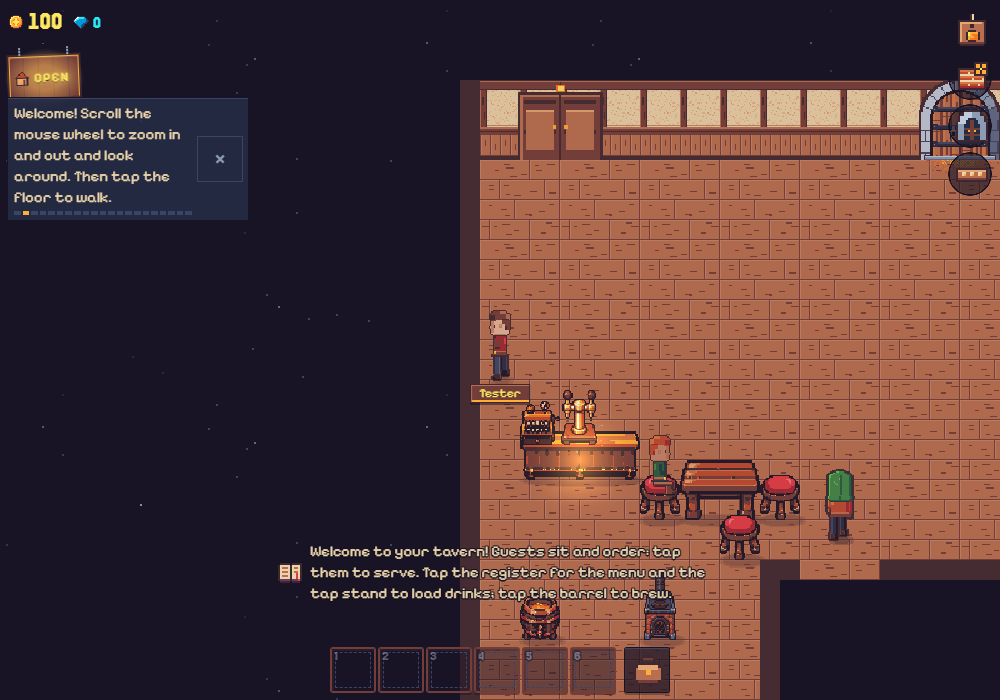 100
0
OPEN
Welcome! Scroll the
mouse wheel to zoom in
and out and look
around. Then tap the
floor to walk.
×
Tester
Welcome to your tavern! Guests sit and order: tap
them to serve. Tap the register for the menu and the
tap stand to load drinks; tap the barrel to brew.
1 2 3 4 5 6